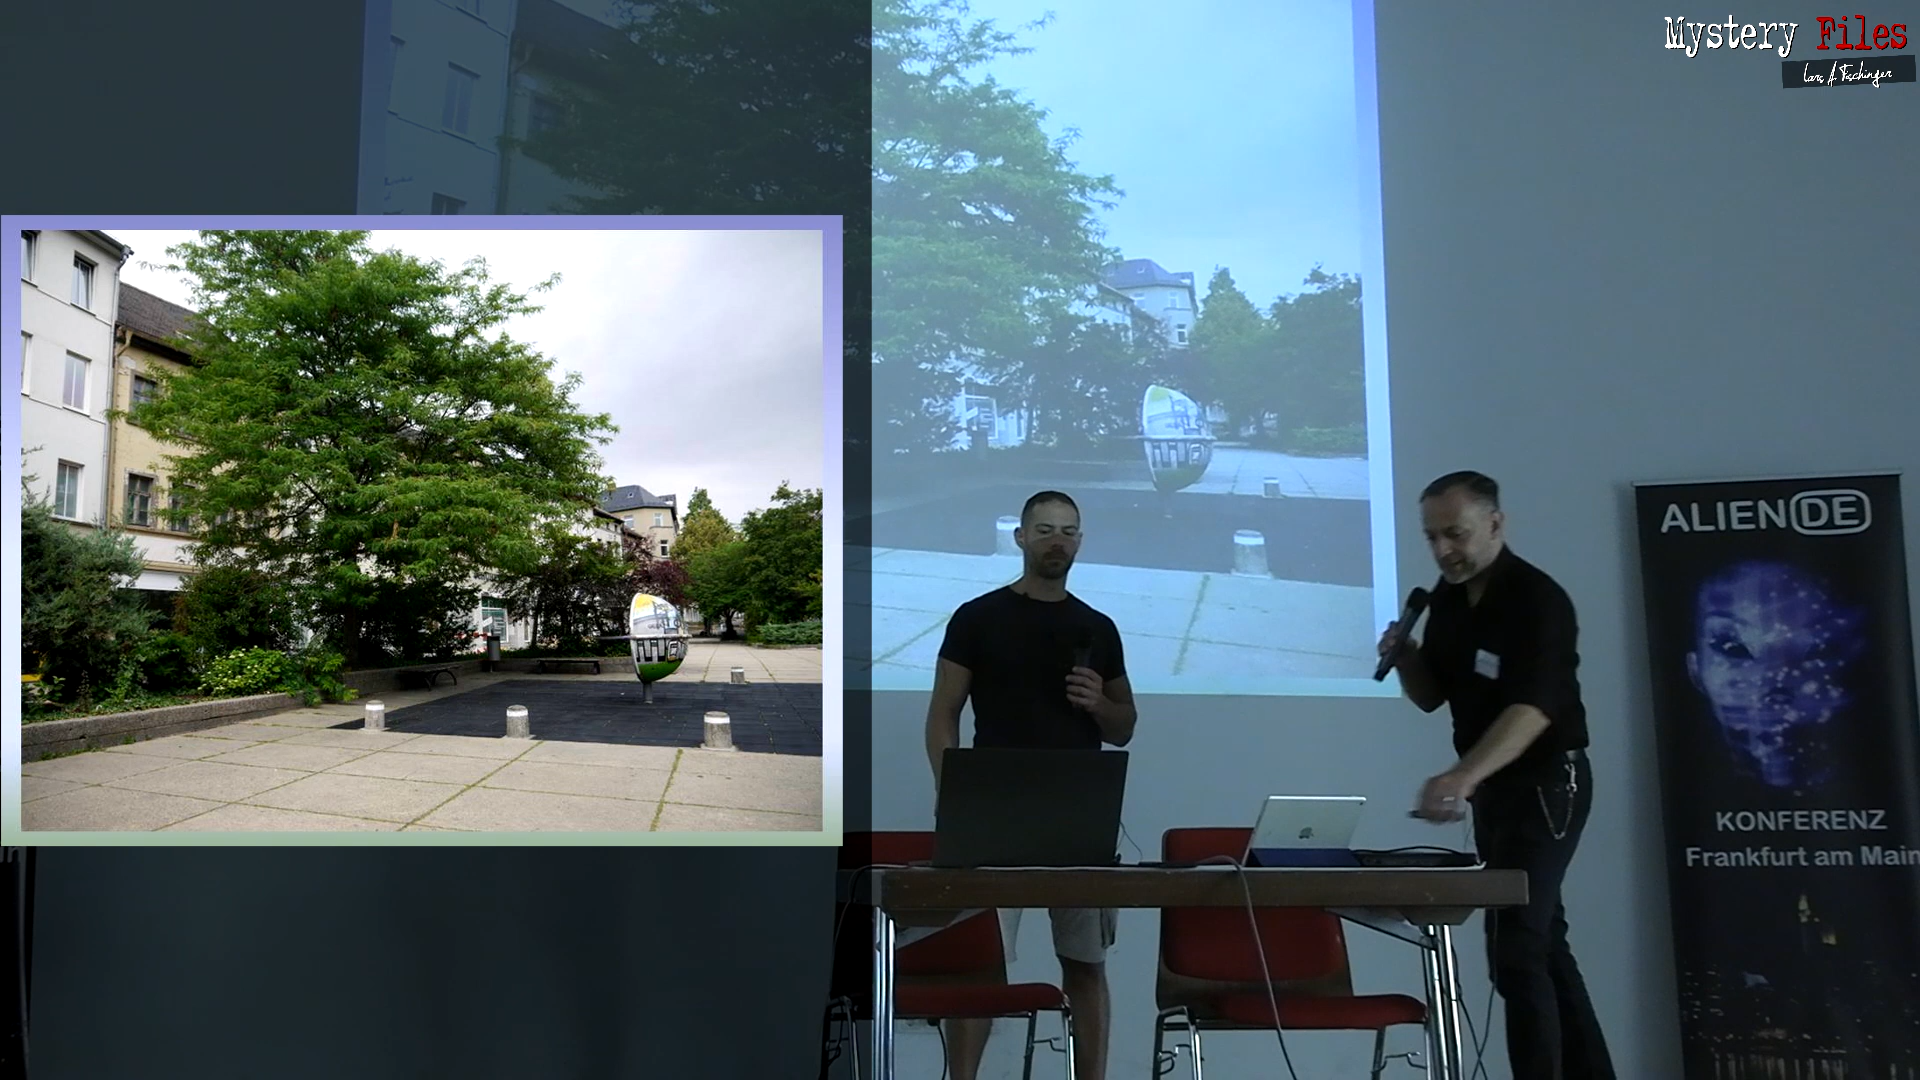 Mystery Files
Lars A. Fischinger
ALIEN DE
KONFERENZ
Frankfurt am Main